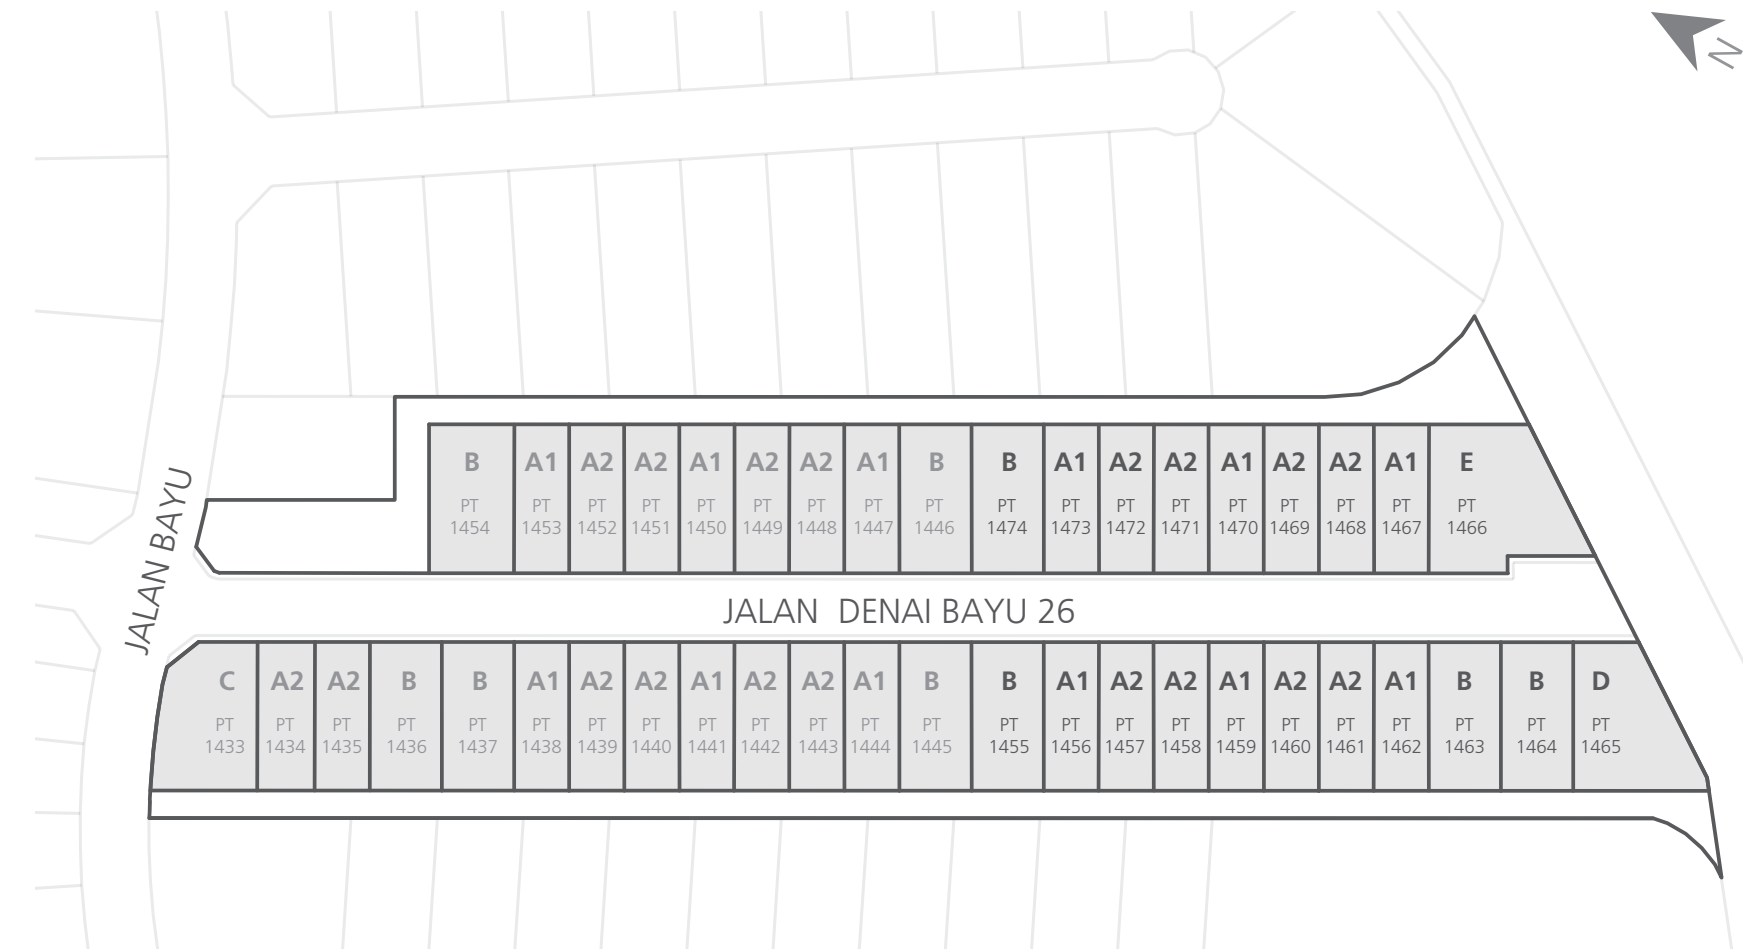 N
B A1 A2 A2 A1 A2 A2 A1 B B A1 A2 A2 A1 A2 A2 A1 E
PT PT PT PT PT PT PT PT PT PT PT PT PT PT PT PT PT PT
1454 1453 1452 1451 1450 1449 1448 1447 1446 1474 1473 1472 1471 1470 1469 1468 1467 1466
JALAN BAYU
JALAN DENAI BAYU 26
C A2 A2 B B A1 A2 A2 A1 A2 A2 A1 B B A1 A2 A2 A1 A2 A2 A1 B B D
PT PT PT PT PT PT PT PT PT PT PT PT PT PT PT PT PT PT PT PT PT PT PT PT
1433 1434 1435 1436 1437 1438 1439 1440 1441 1442 1443 1444 1445 1455 1456 1457 1458 1459 1460 1461 1462 1463 1464 1465